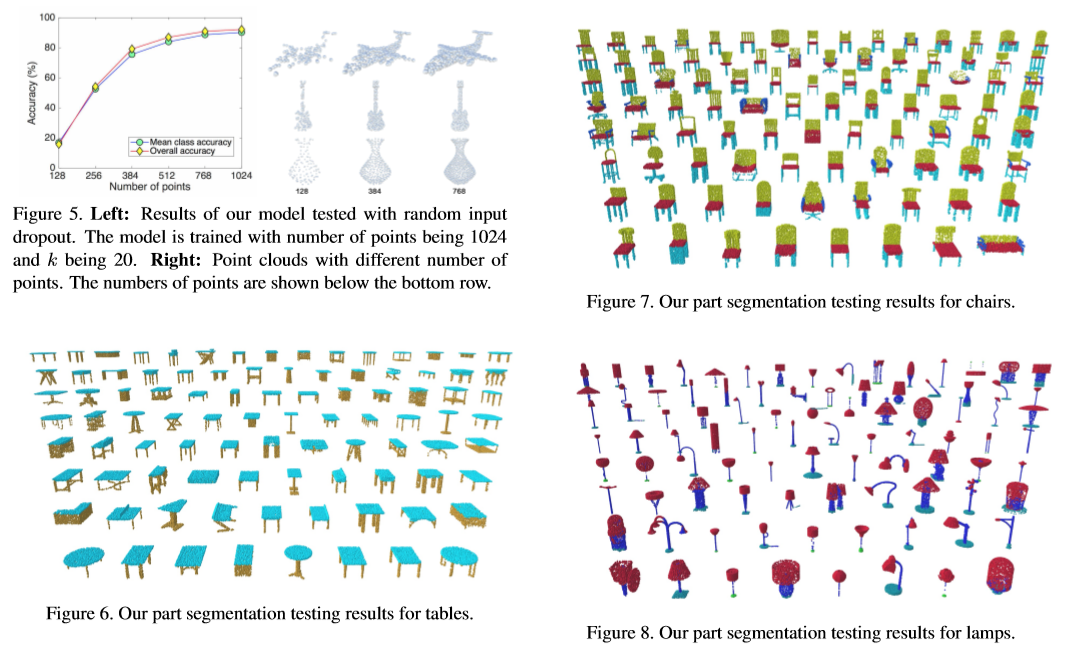 100
80
60
40
20
0
Accuracy (%)
Mean class accuracy
Overall accuracy
128 256 384 512 768 1024
Number of points
128 384 768
Figure 5. Left: Results of our model tested with random input
dropout. The model is trained with number of points being 1024
and k being 20. Right: Point clouds with different number of
points. The numbers of points are shown below the bottom row.
Figure 6. Our part segmentation testing results for tables.
Figure 7. Our part segmentation testing results for chairs.
Figure 8. Our part segmentation testing results for lamps.